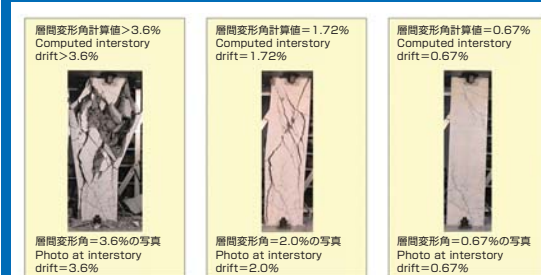 層間変形角計算値>3.6%
Computed interstory
drift>3.6%
層間変形角=3.6%の写真
Photo at interstory
drift=3.6%
層間変形角計算値=1.72%
Computed interstory
drift=1.72%
層間変形角=2.0%の写真
Photo at interstory
drift=2.0%
層間変形角計算値=0.67%
Computed interstory
drift=0.67%
層間変形角=0.67%の写真
Photo at interstory
drift=0.67%